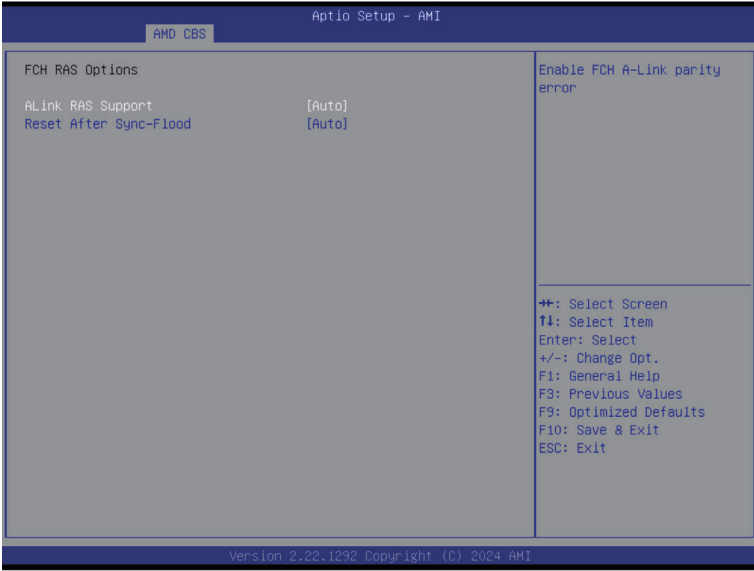 Aptio Setup – AMI
AMD CBS
FCH RAS Options
ALink RAS Support [Auto]
Reset After Sync-Flood [Auto]
Enable FCH A-Link parity
error
→←: Select Screen
↑↓: Select Item
Enter: Select
+/-: Change Opt.
F1: General Help
F3: Previous Values
F9: Optimized Defaults
F10: Save & Exit
ESC: Exit
Version 2.22.1292 Copyright (C) 2024 AMI